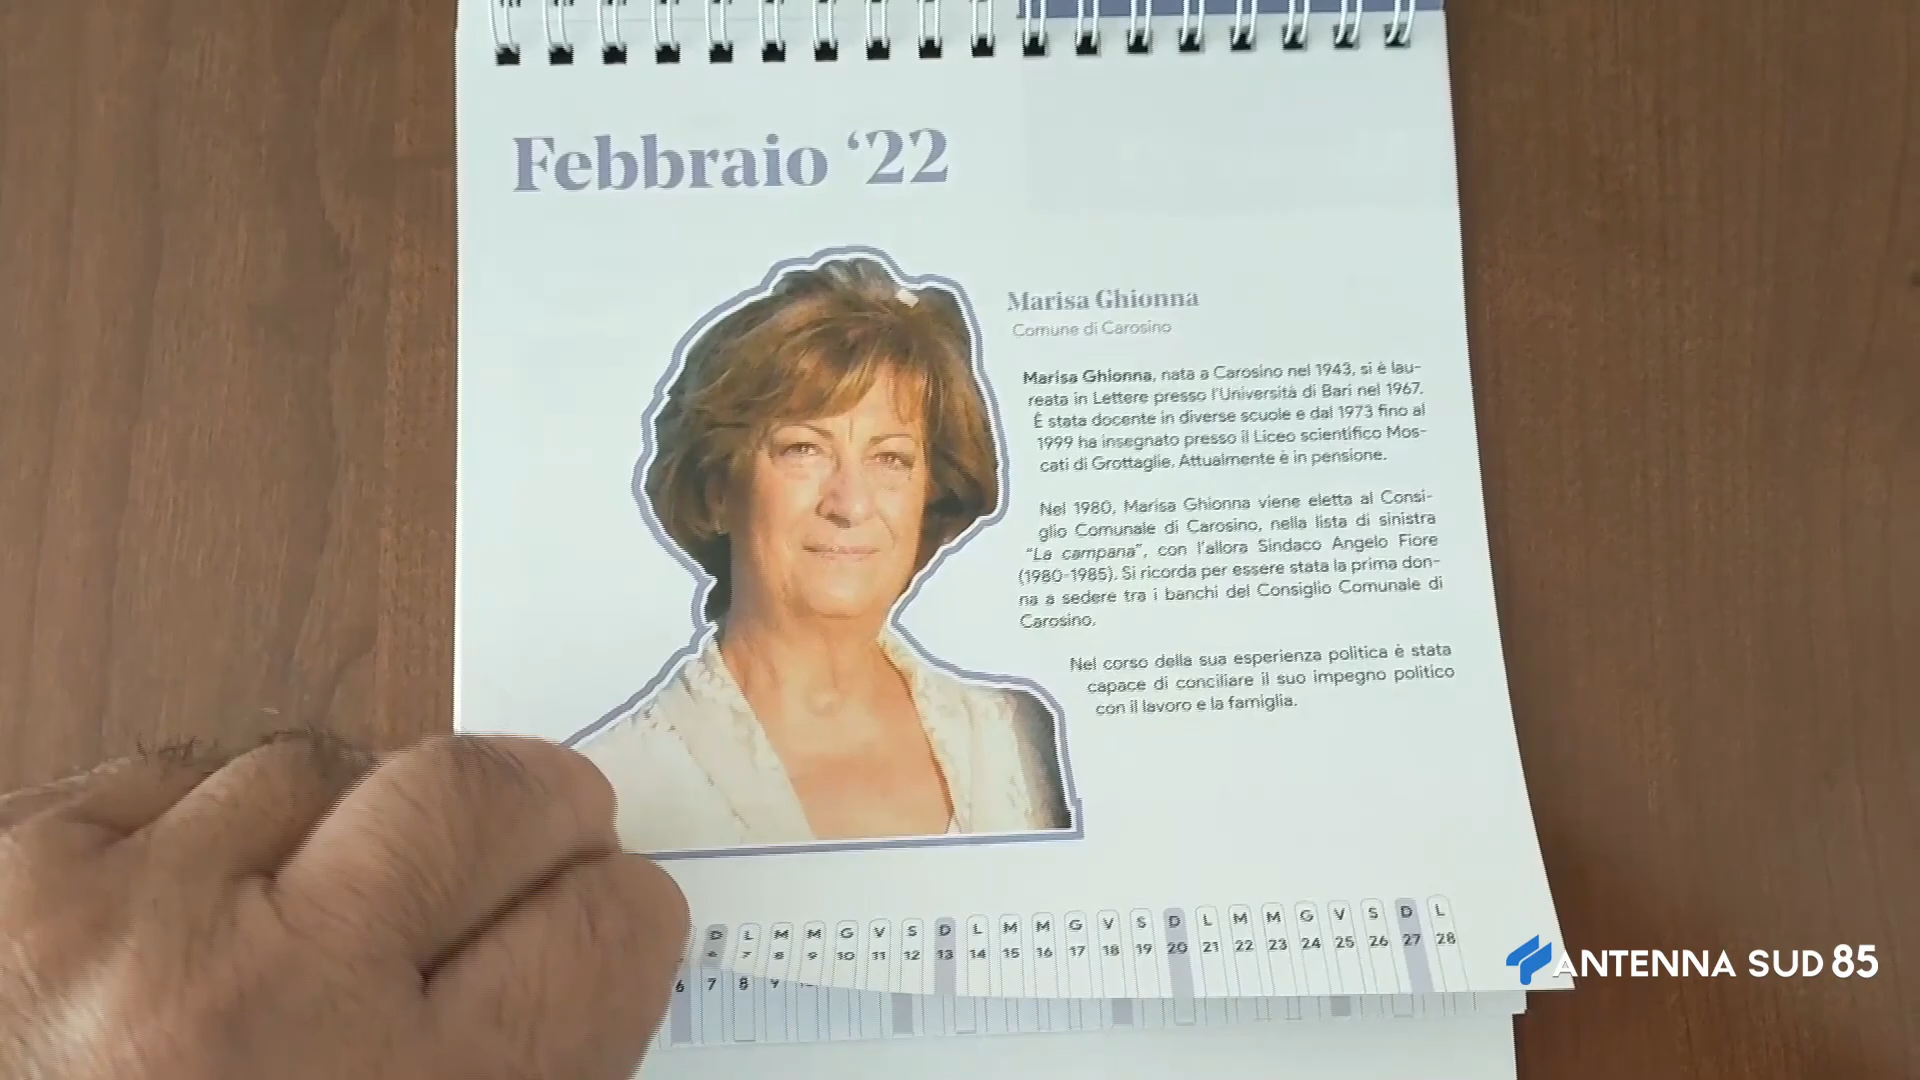 Febbraio ‘22
Marisa Ghionna
Comune di Carosino
Marisa Ghionna, nata a Carosino nel 1943, si è lau-
reata in Lettere presso l'Università di Bari nel 1967.
È stata docente in diverse scuole e dal 1973 fino al
1999 ha insegnato presso il Liceo scientifico Mos-
cati di Grottaglie. Attualmente è in pensione.
Nel 1980, Marisa Ghionna viene eletta al Consi-
glio Comunale di Carosino, nella lista di sinistra
“La campana”, con l'allora Sindaco Angelo Fiore
(1980-1985). Si ricorda per essere stata la prima don-
na a sedere tra i banchi del Consiglio Comunale di
Carosino.
Nel corso della sua esperienza politica è stata
capace di conciliare il suo impegno politico
con il lavoro e la famiglia.
D L M M G V S D L M M G V S D L M M G V S D L
6 7 8 9 10 11 12 13 14 15 16 17 18 19 20 21 22 23 24 25 26 27 28
6 7 8 9
ANTENNA SUD 85